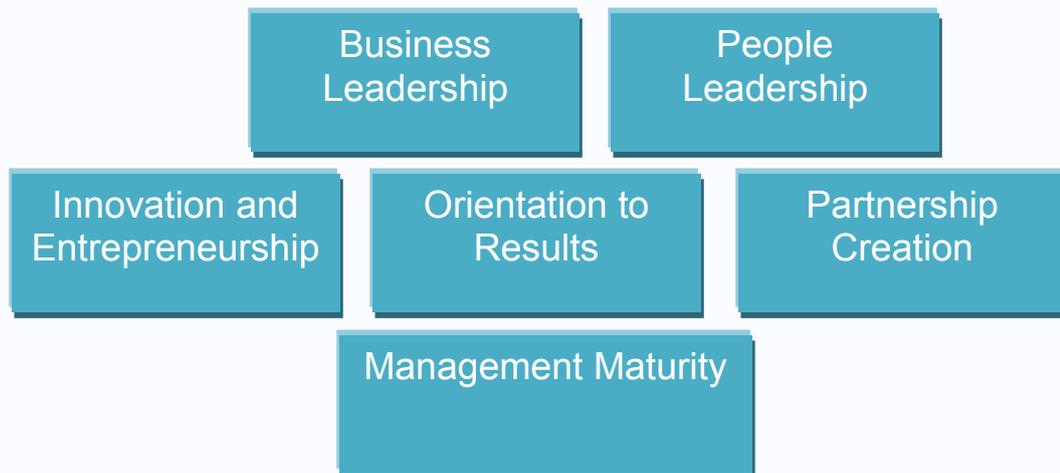 Business
Leadership
People
Leadership
Innovation and
Entrepreneurship
Orientation to
Results
Partnership
Creation
Management Maturity